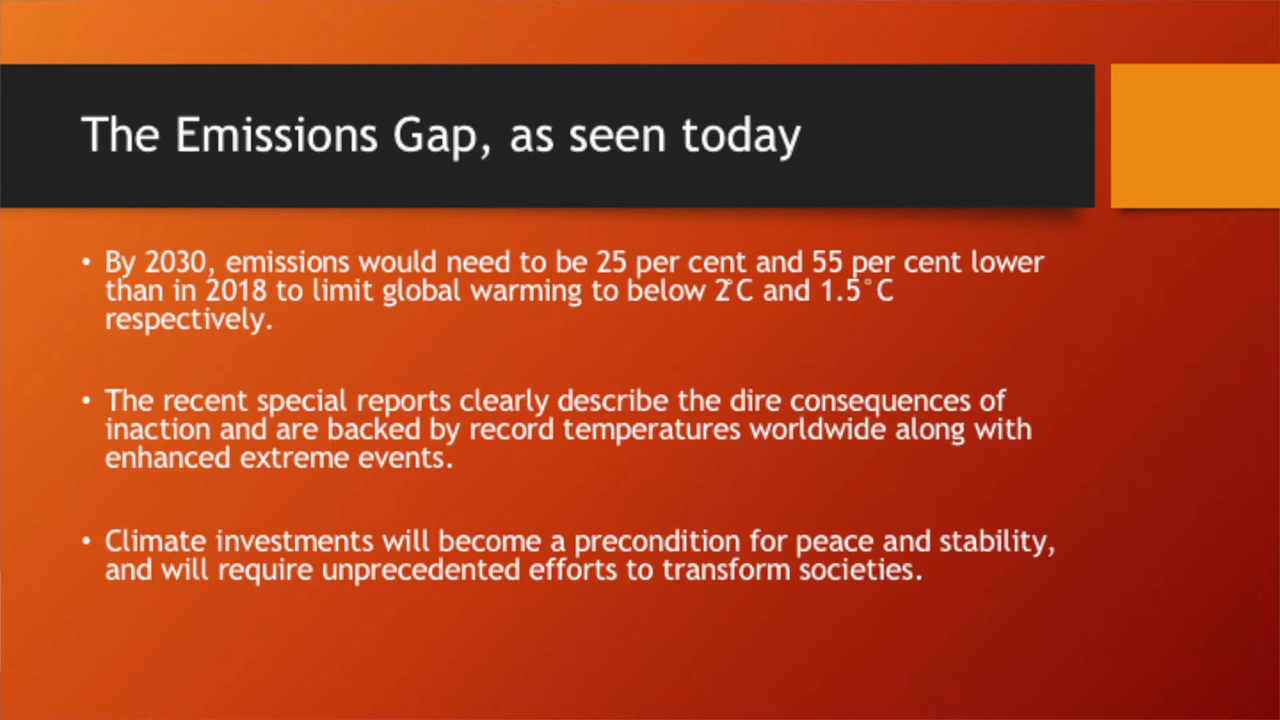 The Emissions Gap, as seen today
• By 2030, emissions would need to be 25 per cent and 55 per cent lower
than in 2018 to limit global warming to below 2°C and 1.5°C
respectively.
• The recent special reports clearly describe the dire consequences of
inaction and are backed by record temperatures worldwide along with
enhanced extreme events.
• Climate investments will become a precondition for peace and stability,
and will require unprecedented efforts to transform societies.